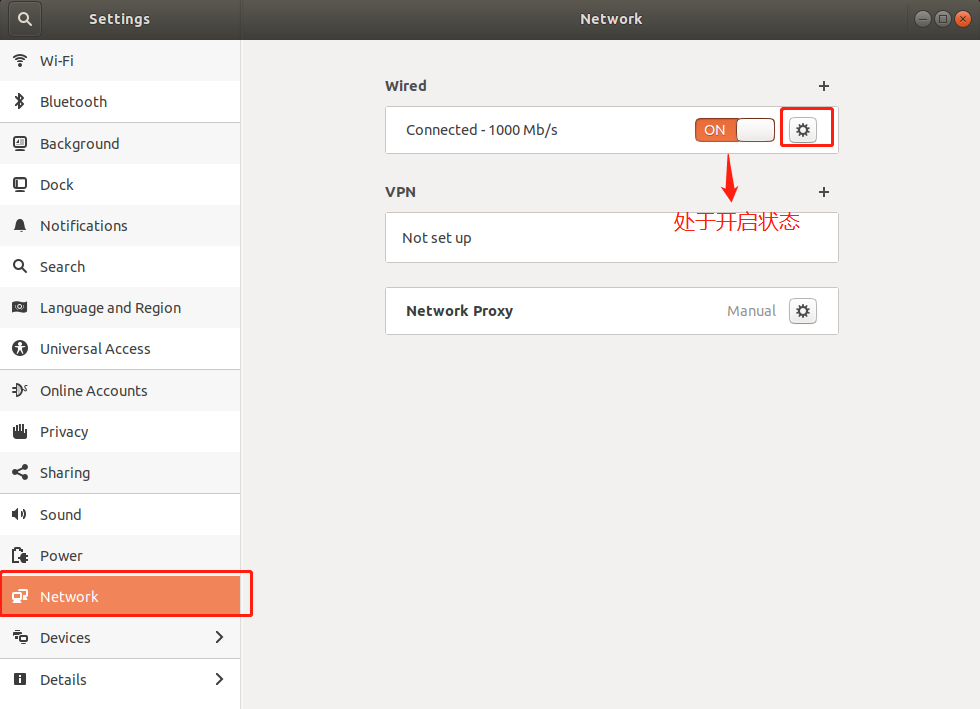 Settings
Network
Wi-Fi
Bluetooth
Background
Dock
Notifications
Search
Language and Region
Universal Access
Online Accounts
Privacy
Sharing
Sound
Power
Network
Devices
Details
Wired
Connected - 1000 Mb/s
ON
处于开启状态
VPN
Not set up
Network Proxy
Manual